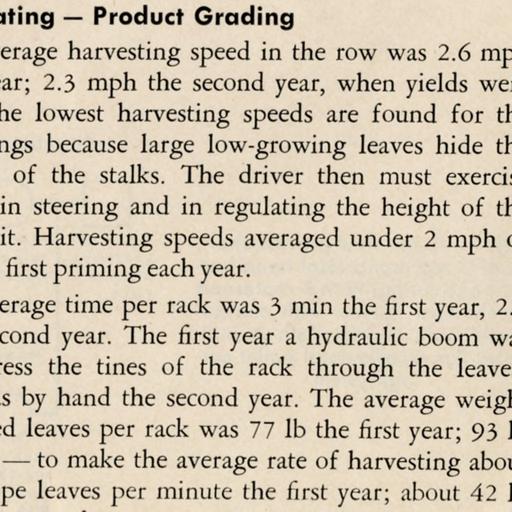 ating — Product Grading
erage harvesting speed in the row was 2.6 mp
ear; 2.3 mph the second year, when yields we
he lowest harvesting speeds are found for th
ngs because large low-growing leaves hide th
of the stalks. The driver then must exercis
in steering and in regulating the height of th
it. Harvesting speeds averaged under 2 mph o
first priming each year.
erage time per rack was 3 min the first year, 2.
cond year. The first year a hydraulic boom wa
ress the tines of the rack through the leave
s by hand the second year. The average weigh
ed leaves per rack was 77 lb the first year; 93 l
— to make the average rate of harvesting abou
pe leaves per minute the first year; about 42 l